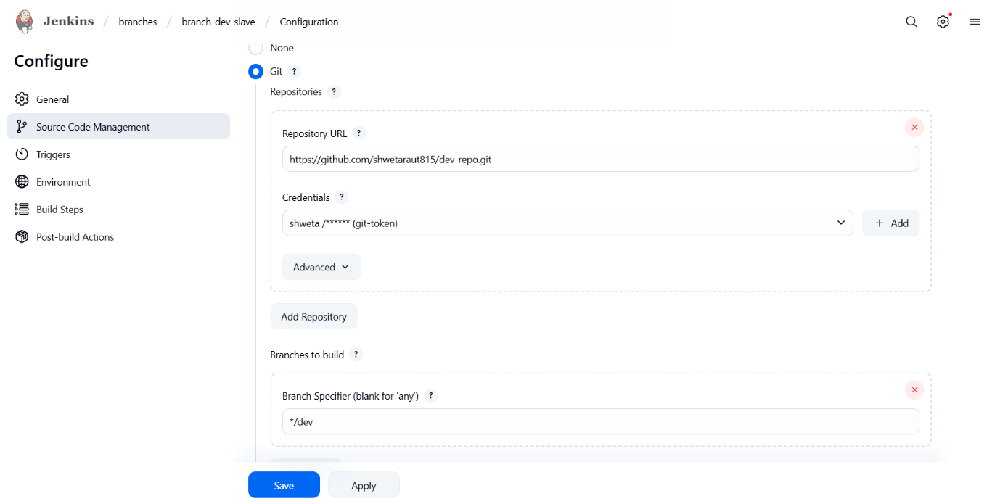 Jenkins / branches / branch-dev-slave / Configuration
Configure
General
Source Code Management
Triggers
Environment
Build Steps
Post-build Actions
None
Git ?
Repositories ?
Repository URL ?
https://github.com/shwetaraut815/dev-repo.git
Credentials ?
shweta /****** (git-token)
+ Add
Advanced
Add Repository
Branches to build ?
Branch Specifier (blank for 'any') ?
*/dev
Save
Apply